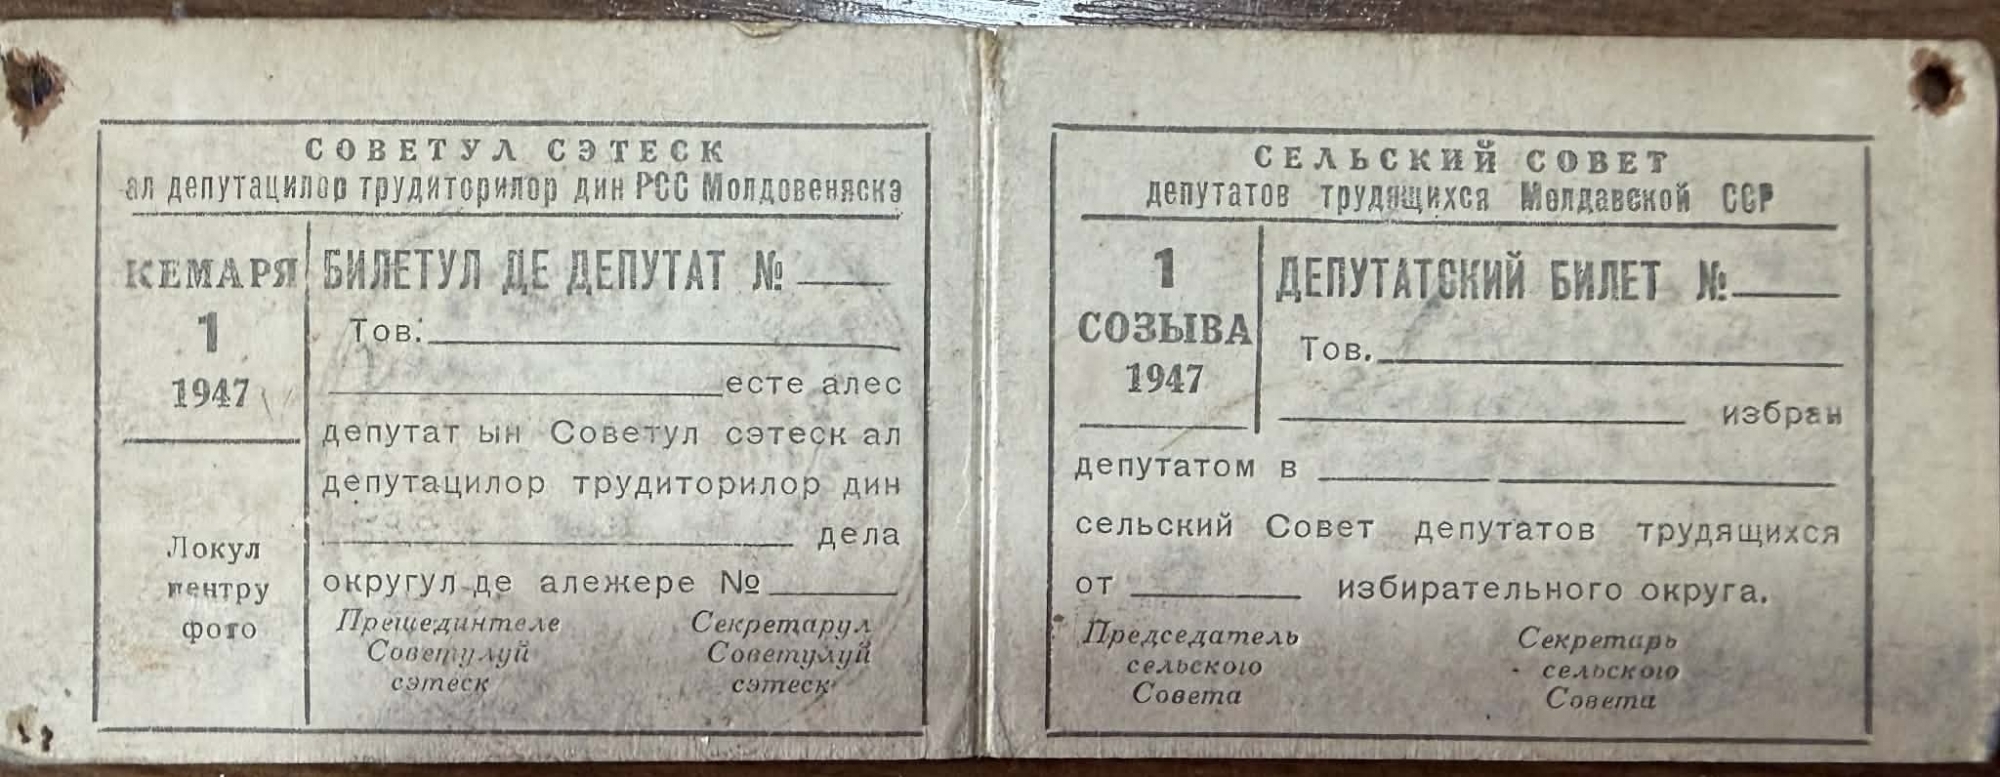 СОВЕТУЛ СЭТЕСК
ал депутацилор трудиторилор дин РСС Молдовеняскэ
КЕМАРЯ
1
1947
Локул
пентру
фото
БИЛЕТУЛ ДЕ ДЕПУТАТ №
Тов.
есте алес
депутат ын Советул сэтеск ал
депутацилор трудиторилор дин
дела
округул де алежере №
Прешединтеле Секретарул
Советулуй Советулуй
сэтеск сэтеск
СЕЛЬСКИЙ СОВЕТ
депутатов трудящихся Молдавской ССР
1
СОЗЫВА
1947
ДЕПУТАТСКИЙ БИЛЕТ №
Тов.
избран
депутатом в
сельский Совет депутатов трудящихся
от избирательного округа.
Председатель Секретарь
сельского сельского
Совета Совета